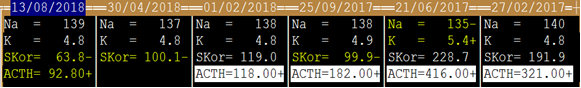 13/08/2018 30/04/2018 01/02/2018 25/09/2017 21/06/2017 27/02/2017
Na = 139 Na = 137 Na = 138 Na = 138 Na = 135- Na = 140
K = 4.8 K = 4.8 K = 4.8 K = 4.9 K = 5.4+ K = 4.8
SKor= 63.8- SKor= 100.1- SKor= 119.0 SKor= 99.9- SKor= 228.7 SKor= 191.9
ACTH= 92.80+ ACTH=118.00+ ACTH=182.00+ ACTH=416.00+ ACTH=321.00+